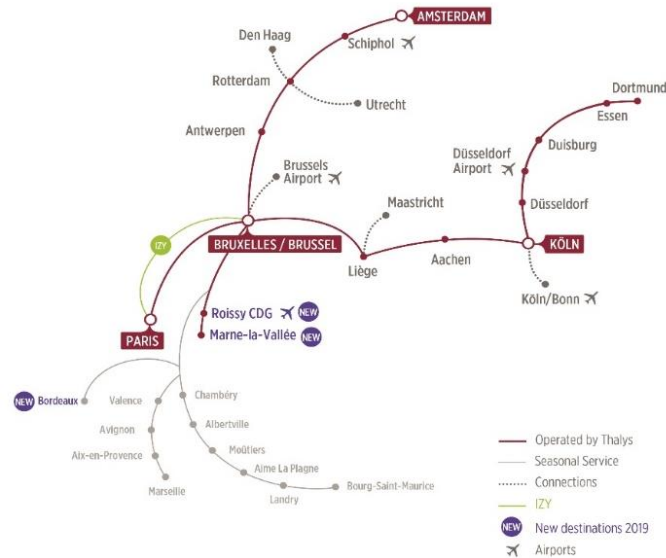 AMSTERDAM
Den Haag
Schiphol
Rotterdam
Utrecht
Antwerpen
Dortmund
Essen
Duisburg
Düsseldorf
Airport
Düsseldorf
Brussels
Airport
Maastricht
BRUXELLES / BRUSSEL
KÖLN
Liège
Aachen
Köln/Bonn
IZY
PARIS
Roissy CDG NEW
Marne-la-Vallée NEW
NEW Bordeaux
Valence
Avignon
Aix-en-Provence
Marseille
Chambéry
Albertville
Moûtiers
Aime La Plagne
Landry
Bourg-Saint-Maurice
Operated by Thalys
Seasonal Service
Connections
IZY
NEW New destinations 2019
Airports